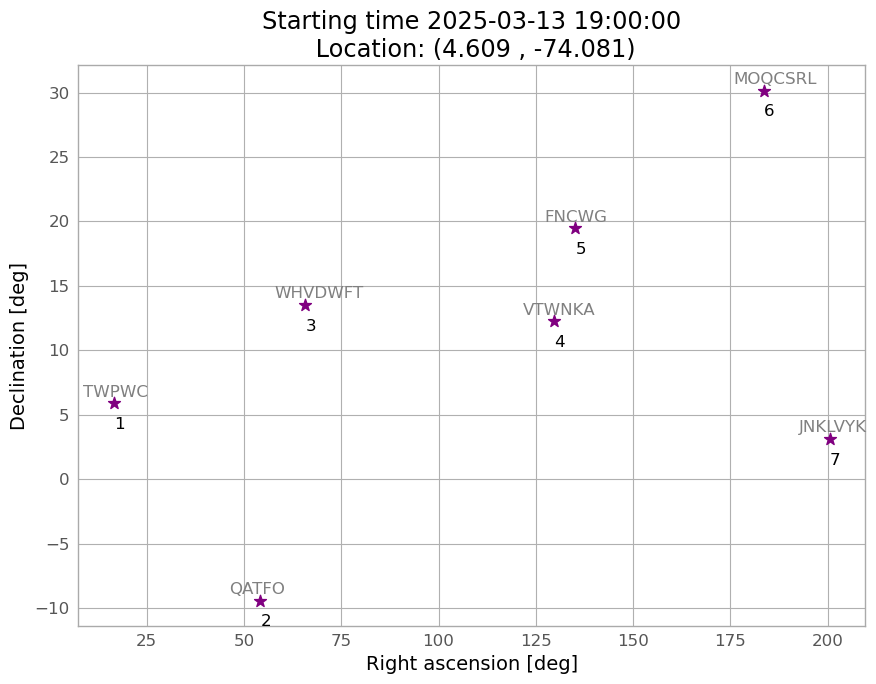 Starting time 2025-03-13 19:00:00
Location: (4.609 , -74.081)
MOQCSRL
6
FNCWG
5
WHVDWFT
3
VTWNKA
4
TWPWC
1
JNKLVYK
7
QATFO
2
30
25
20
15
10
5
0
−5
−10
Declination [deg]
25 50 75 100 125 150 175 200
Right ascension [deg]